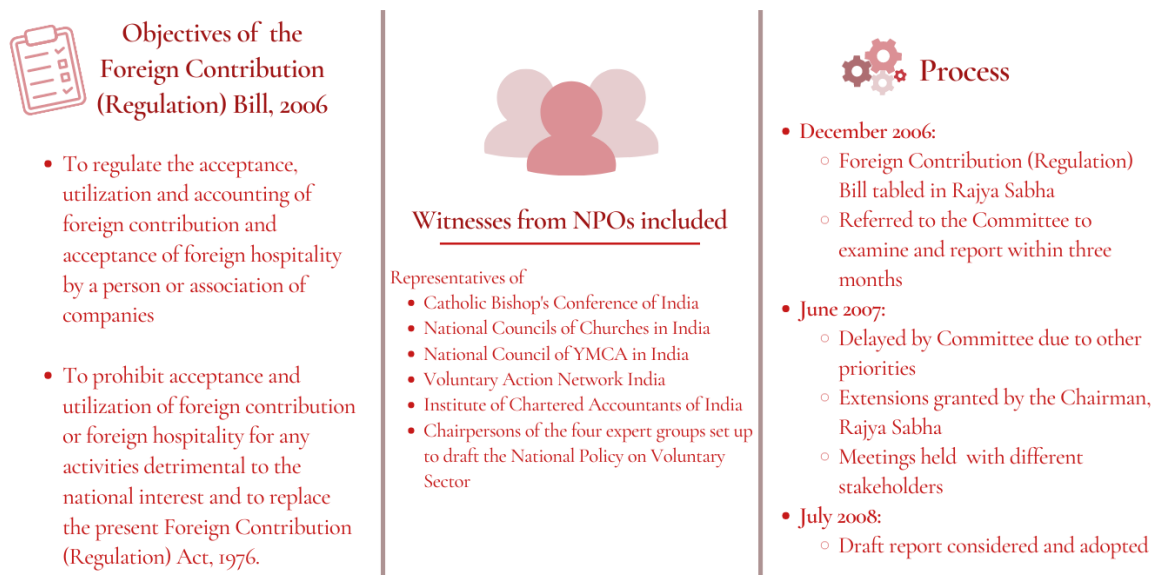 Objectives of the
Foreign Contribution
(Regulation) Bill, 2006
• To regulate the acceptance,
utilization and accounting of
foreign contribution and
acceptance of foreign hospitality
by a person or association of
companies
• To prohibit acceptance and
utilization of foreign contribution
or foreign hospitality for any
activities detrimental to the
national interest and to replace
the present Foreign Contribution
(Regulation) Act, 1976.
Witnesses from NPOs included
Representatives of
• Catholic Bishop's Conference of India
• National Councils of Churches in India
• National Council of YMCA in India
• Voluntary Action Network India
• Institute of Chartered Accountants of India
• Chairpersons of the four expert groups set up
to draft the National Policy on Voluntary
Sector
Process
• December 2006:
○ Foreign Contribution (Regulation)
Bill tabled in Rajya Sabha
○ Referred to the Committee to
examine and report within three
months
• June 2007:
○ Delayed by Committee due to other
priorities
○ Extensions granted by the Chairman,
Rajya Sabha
○ Meetings held with different
stakeholders
• July 2008:
○ Draft report considered and adopted